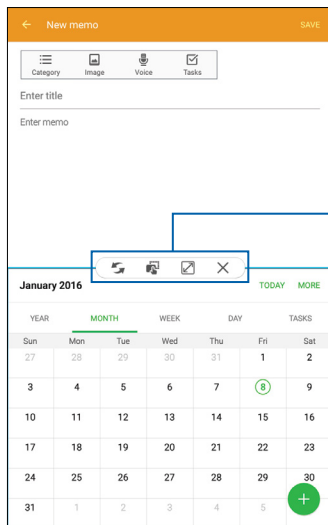 New memo SAVE
Category Image Voice Tasks
Enter title
Enter memo
January 2016 TODAY MORE
YEAR MONTH WEEK DAY TASKS
Sun Mon Tue Wed Thu Fri Sat
27 28 29 30 31 1 2
3 4 5 6 7 8 9
10 11 12 13 14 15 16
17 18 19 20 21 22 23
24 25 26 27 28 29 30
31 1 2 3 4 5